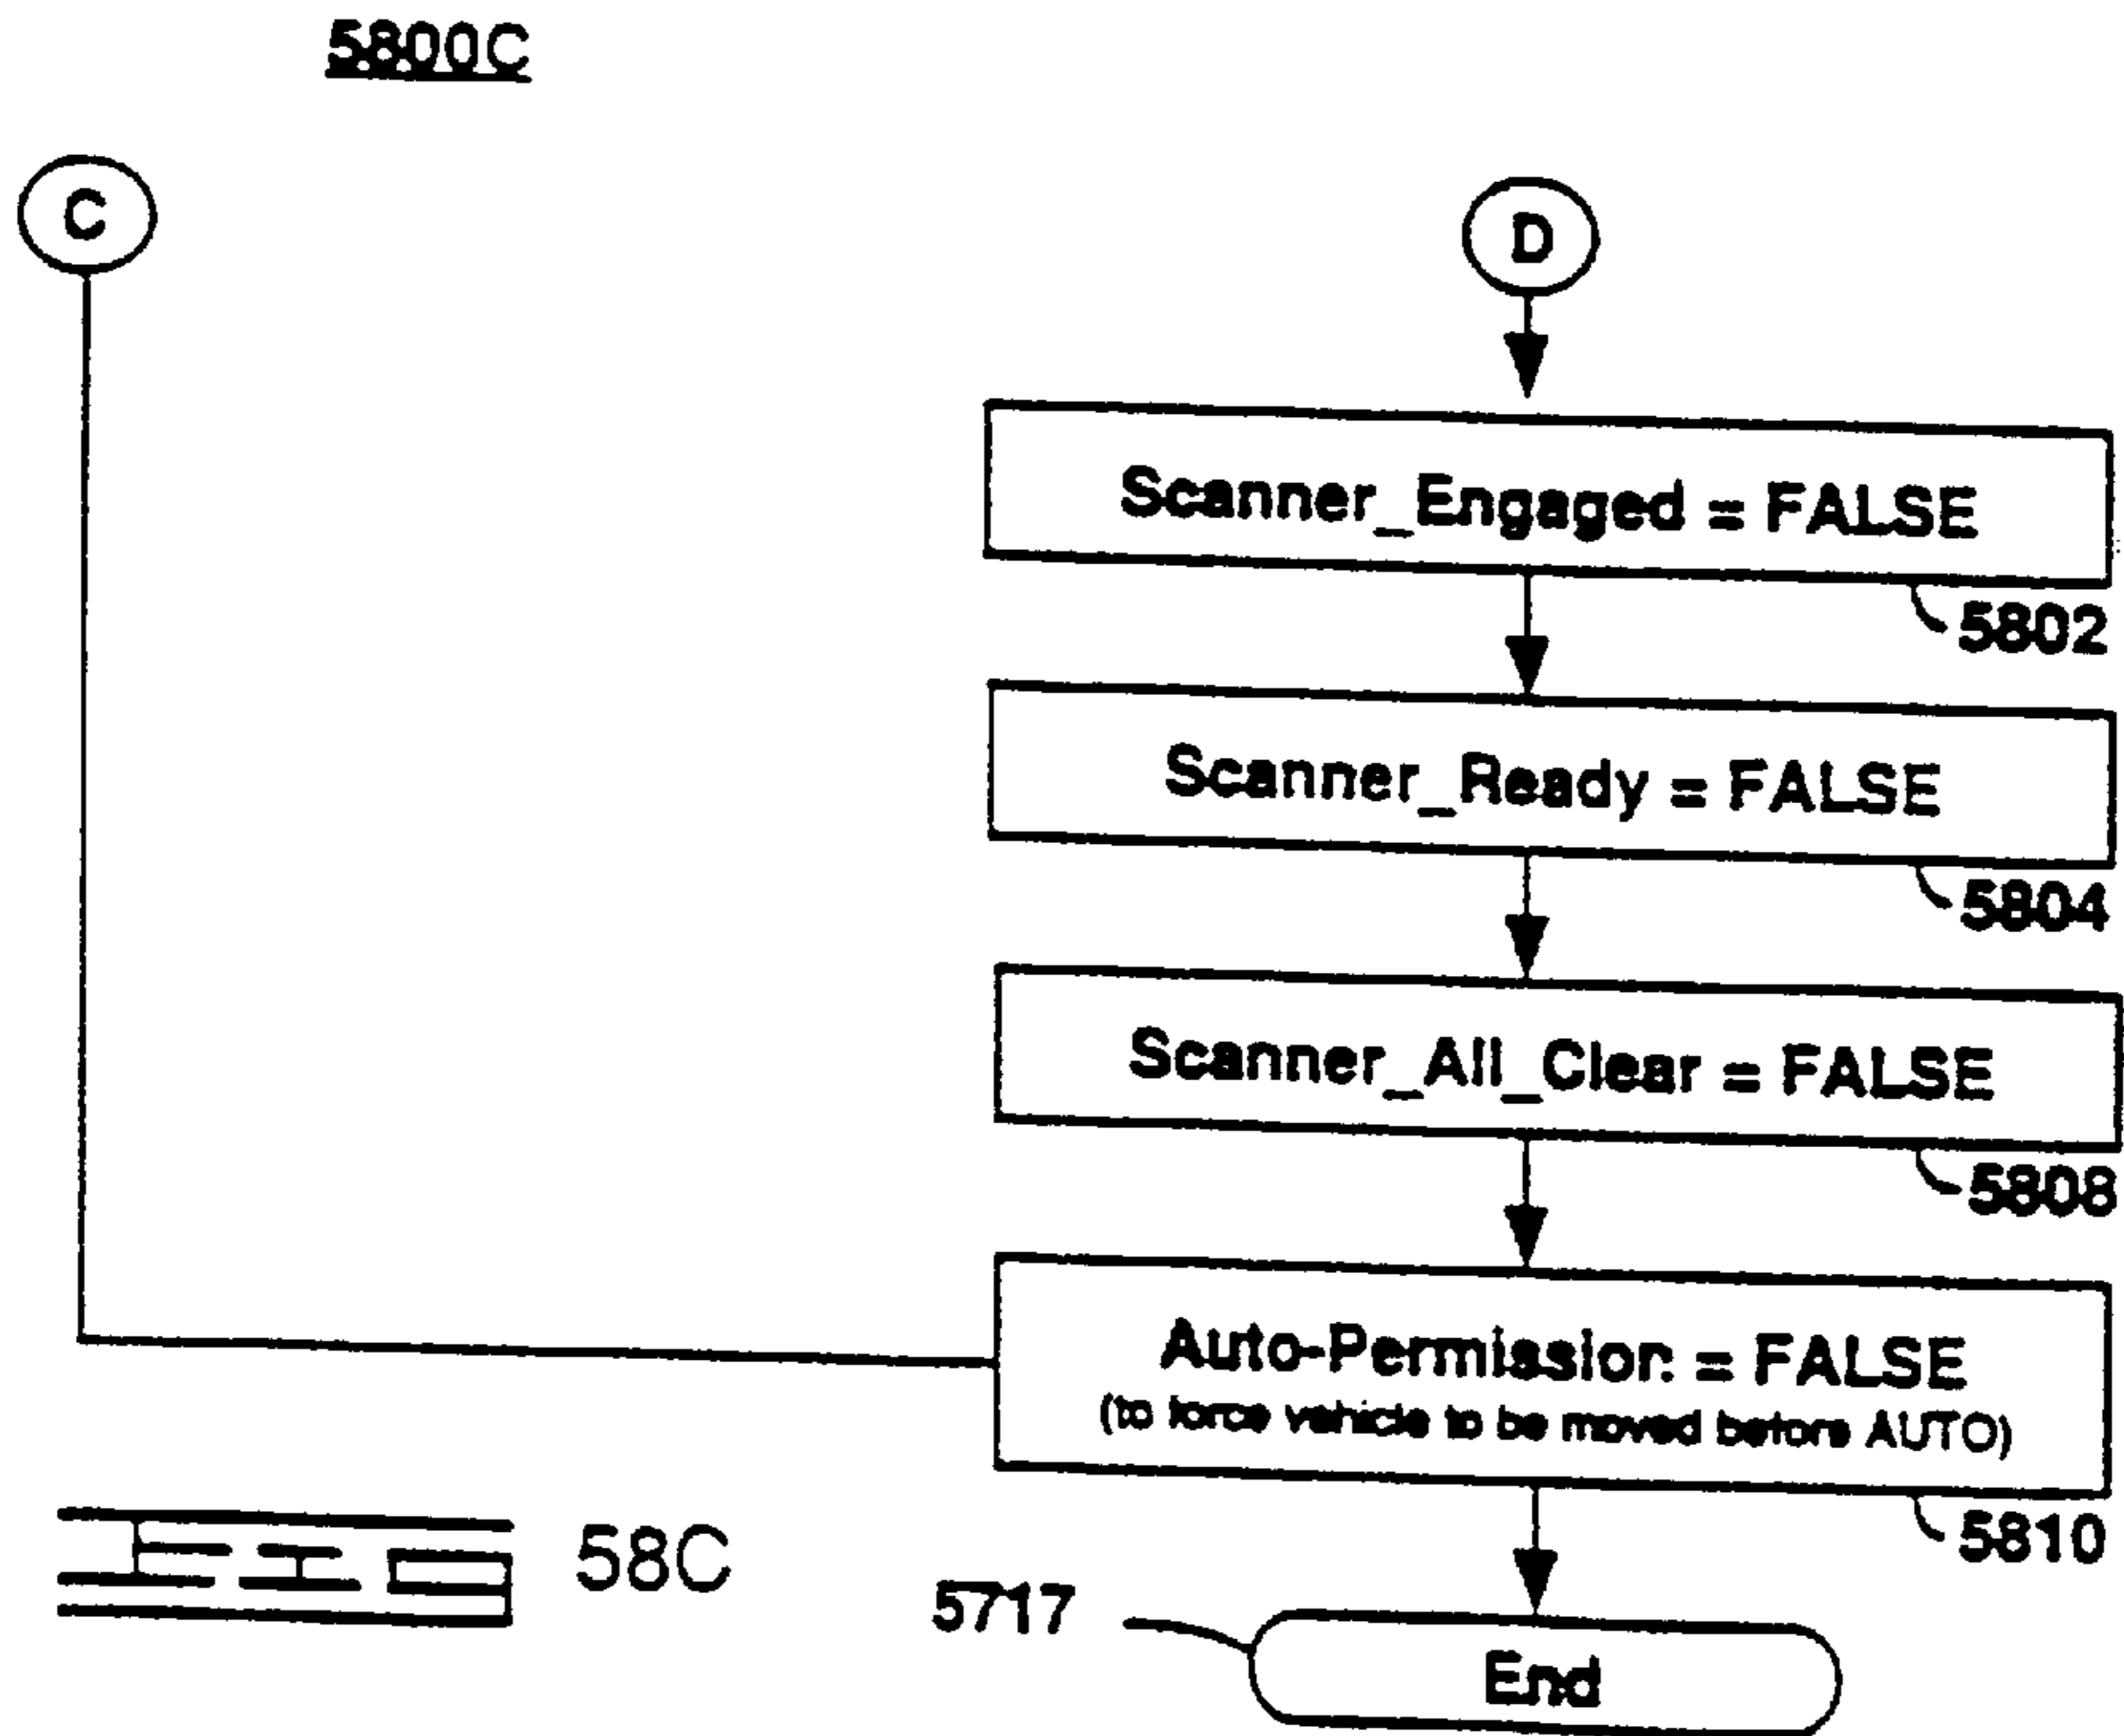 5800C
C
D
Scanner_Engaged = FALSE
5802
Scanner_Ready = FALSE
5804
Scanner_All_Clear = FALSE
5808
Auto-Permission = FALSE
(to force vehicle to be moved before AUTO)
5810
FIG 58C
5717
End